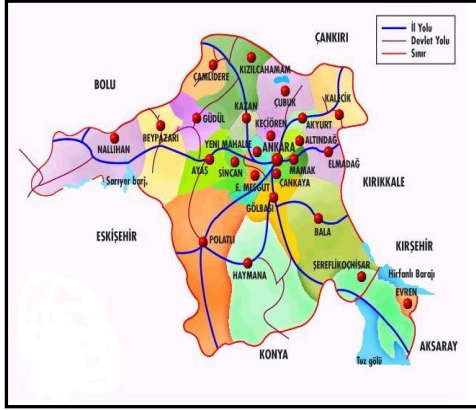 İl Yolu
Devlet Yolu
Sınır
ÇANKIRI
BOLU
ÇAMLIDERE
KIZILCAHAMAM
ÇUBUK
KALECİK
KAZAN
GÜDÜL
AKYURT
BEYPAZARI
KEÇİÖREN
NALLIHAN
YENİ MAHALLE
ANKARA
ALTINDAĞ
ELMADAĞ
AYAŞ
SİNCAN
MAMAK
Sarıyer barj.
E. MESGUT
ÇANKAYA
KIRIKKALE
GÖLBAŞI
ESKİŞEHİR
BALA
POLATLI
KIRŞEHİR
HAYMANA
ŞEREFLİKOÇHİSAR
Hirfanlı Barajı
EVREN
AKSARAY
KONYA
Tuz gölü